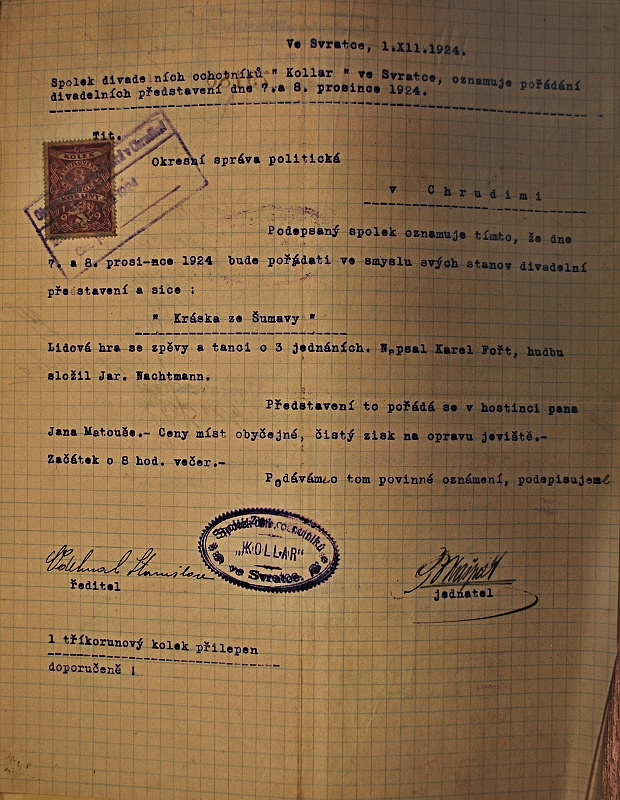 Ve Svratce, 1.XII.1924.
Spolek divadelních ochotníků " Kollar " ve Svratce, oznamuje pořádání
divadelních představení dne 7.a 8. prosince 1924.
Tit.
KOLEK
Okresní správa politická
v Chrudimi
Podepsaný spolek oznamuje tímto, že dne
7. a 8. prosi-nce 1924 bude pořádati ve smyslu svých stanov divadelní
představení a sice :
" Kráska ze Šumavy "
Lidová hra se zpěvy a tanci o 3 jednáních. Napsal Karel Fořt, hudbu
složil Jar. Nachtmann.
Představení to pořádá se v hostinci pana
Jana Matouše.- Ceny míst obyčejné, čistý zisk na opravu jeviště.-
Začátek o 8 hod. večer.-
Podávám o tom povinné oznámení, podepisujeme
„KOLLAR“
ve Svratce.
ředitel
jednatel
1 tříkorunový kolek přilepen
doporučeně !